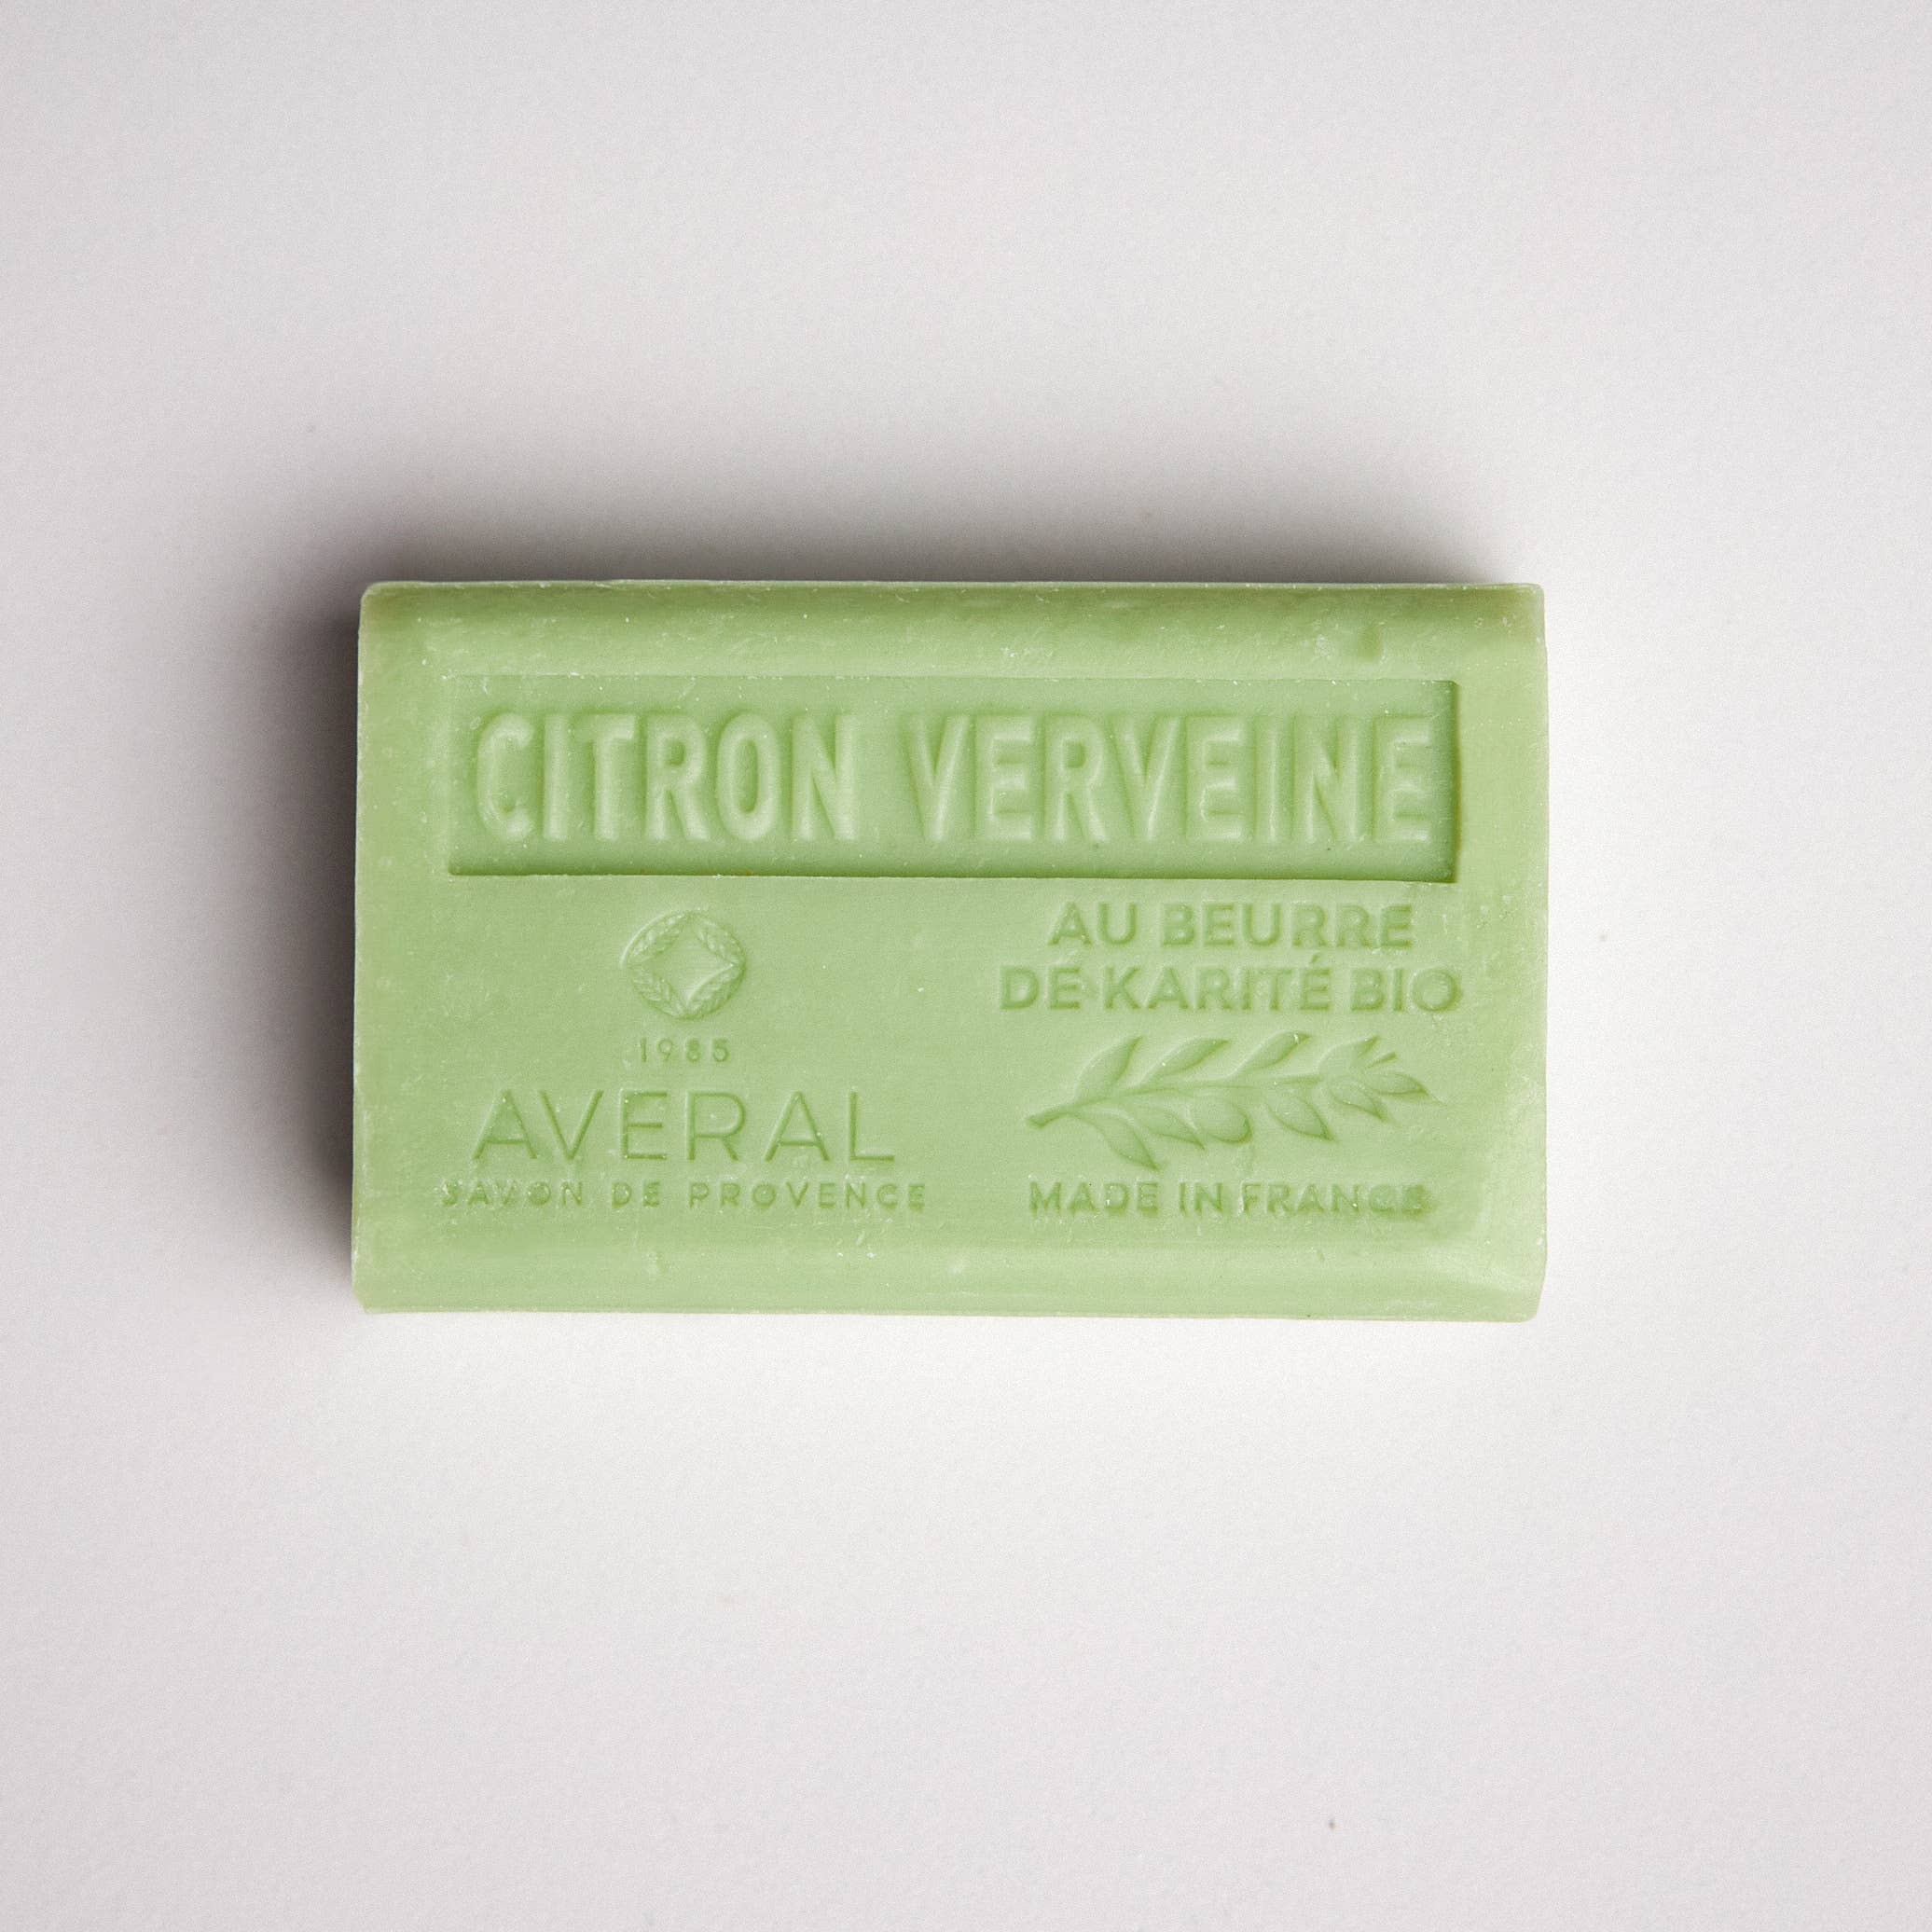 CITRON VERVEINE
1985
AVERAL
SAVON DE PROVENCE
AU BEURRE
DE KARITÉ BIO
MADE IN FRANCE